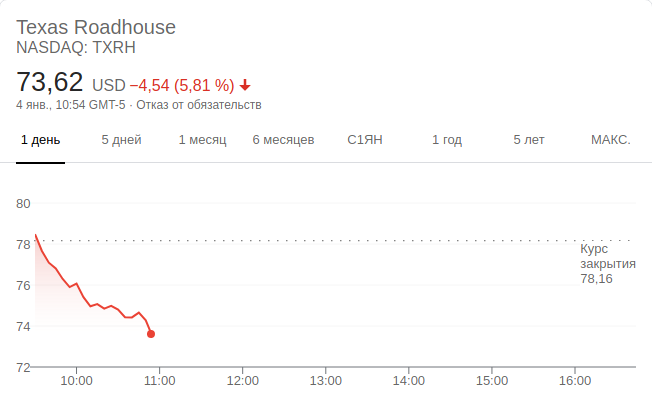 Texas Roadhouse
NASDAQ: TXRH
73,62 USD −4,54 (5,81 %)
4 янв., 10:54 GMT-5 · Отказ от обязательств
1 день 5 дней 1 месяц 6 месяцев С1ЯН 1 год 5 лет МАКС.
80
78
Курс
закрытия
78,16
76
74
72
10:00 11:00 12:00 13:00 14:00 15:00 16:00